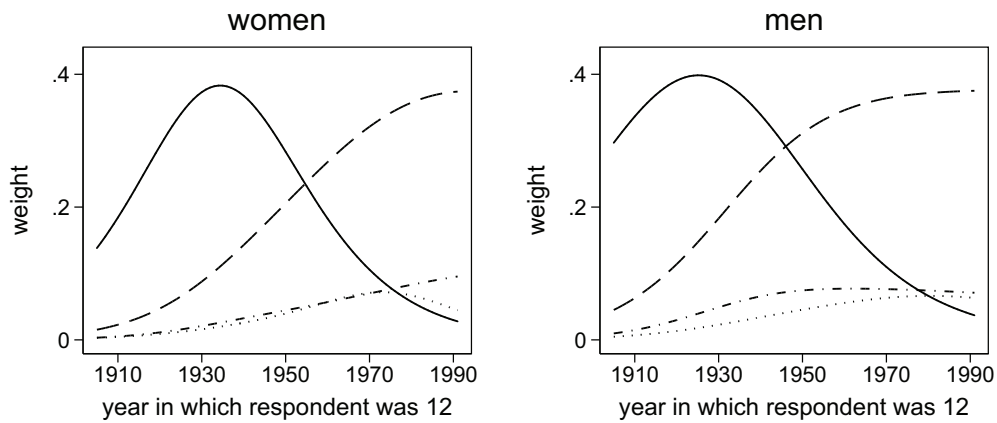 women
.4
.2
0
weight
1910 1930 1950 1970 1990
year in which respondent was 12
men
.4
.2
0
weight
1910 1930 1950 1970 1990
year in which respondent was 12